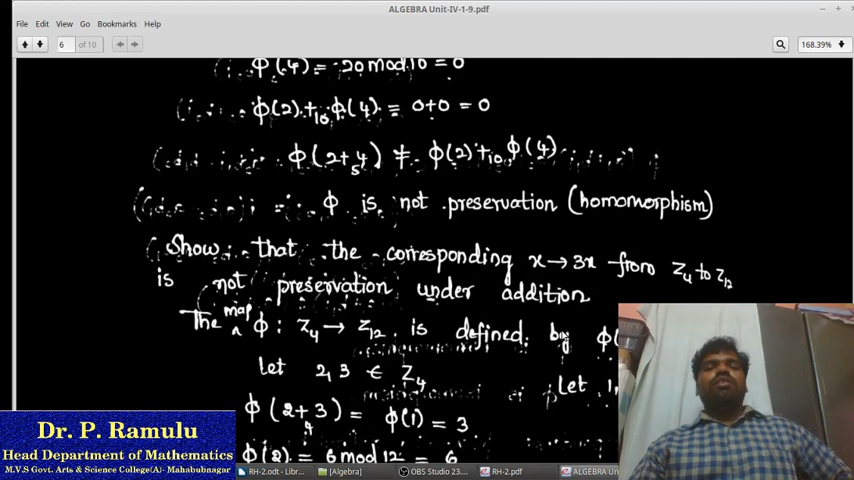 ALGEBRA Unit-IV-1-9.pdf
File Edit View Go Bookmarks Help
6 of 10 168.39%
ϕ(4) = 20 mod 10 = 0
ϕ(2) +₁₀ ϕ(4) = 0+0 = 0
ϕ(2+₅4) ≠ ϕ(2) +₁₀ ϕ(4)
ϕ is not preservation (homomorphism)
Show that the corresponding x → 3x from Z₄ to Z₁₂
is not preservation under addition
The map ϕ: Z₄ → Z₁₂ is defined by ϕ(
let 2,3 ∈ Z₄ Let 1,
ϕ(2+₄3) = ϕ(1) = 3
ϕ(2) = 6 mod 12 = 6
Dr. P. Ramulu
Head Department of Mathematics
M.V.S Govt. Arts & Science College(A)- Mahabubnagar
RH-2.odt - Libr... [Algebra] OBS Studio 23.... RH-2.pdf ALGEBRA Uni